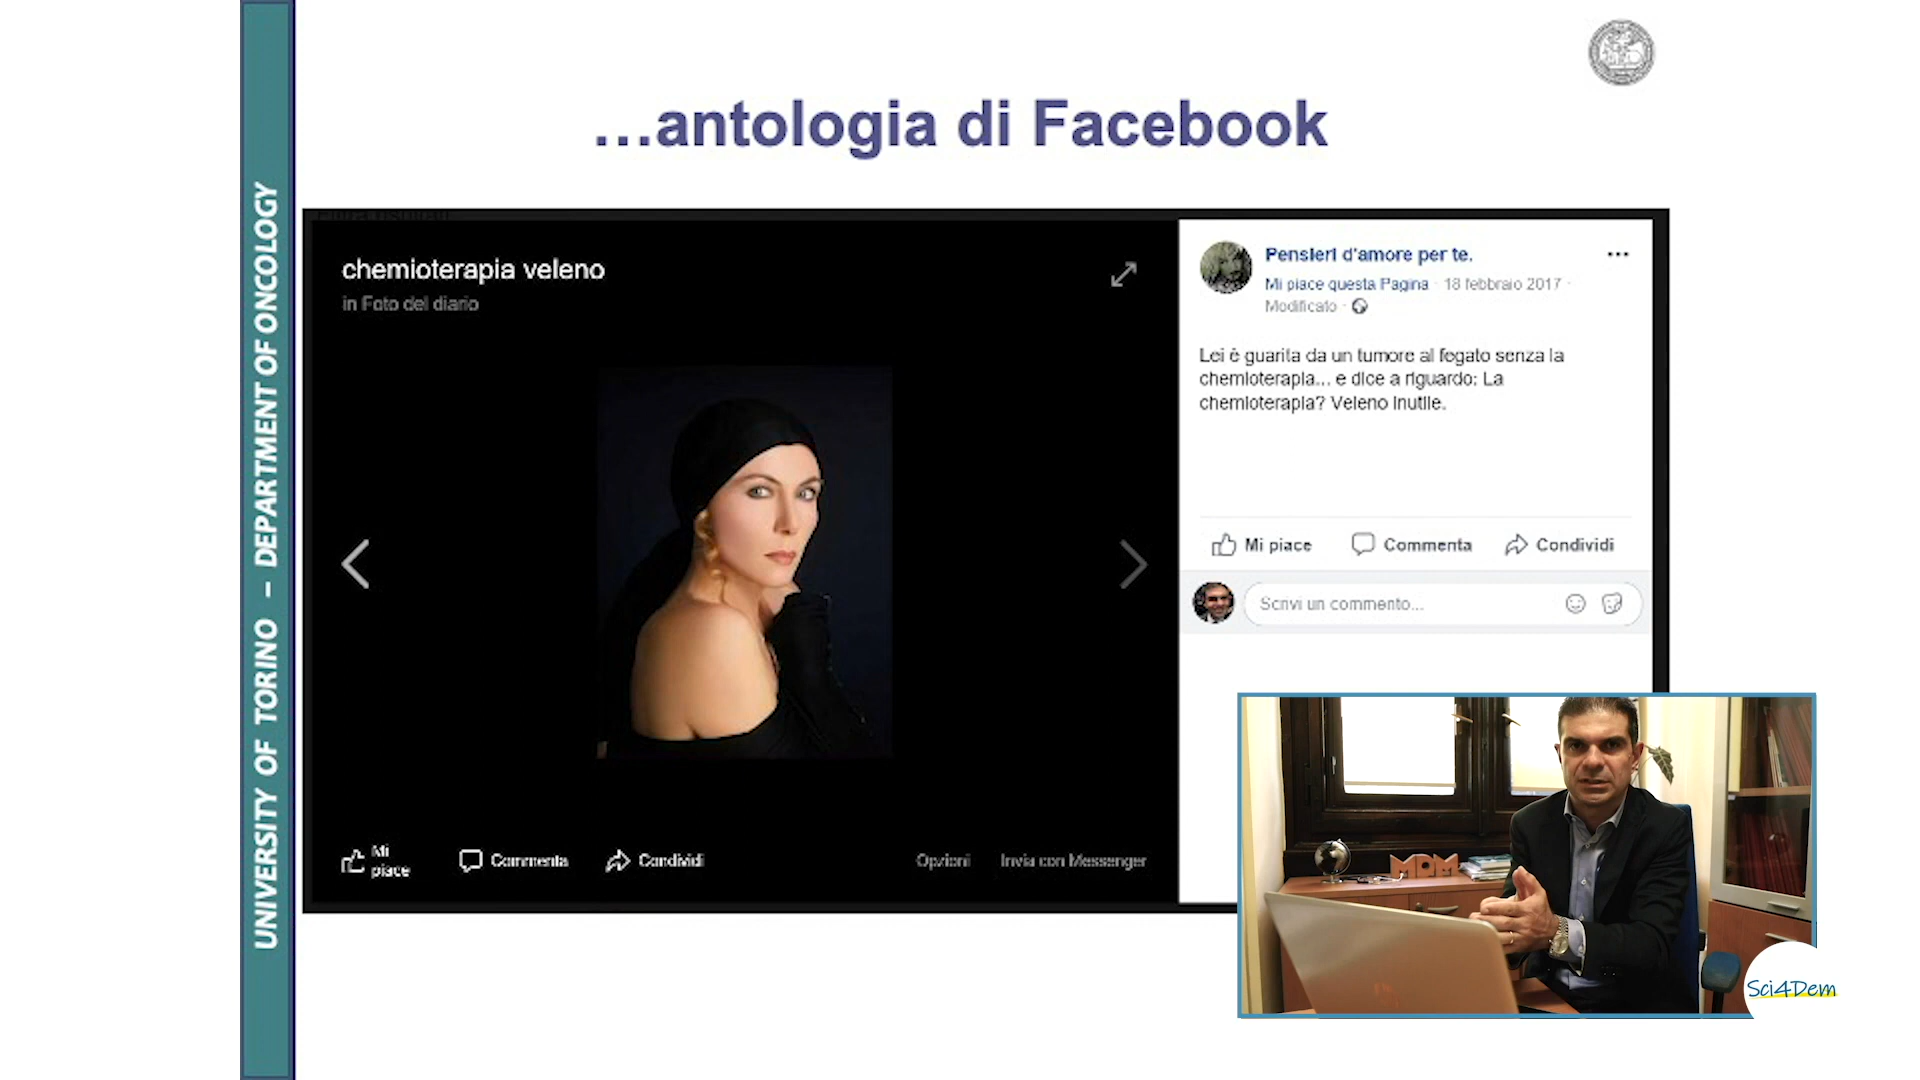 …antologia di Facebook
UNIVERSITY OF TORINO – DEPARTMENT OF ONCOLOGY
chemioterapia veleno
in Foto del diario
Mi piace
Commenta
Condividi
Opzioni
Invia con Messenger
Pensieri d'amore per te.
Mi piace questa Pagina · 18 febbraio 2017 ·
Modificato ·
Lei è guarita da un tumore al fegato senza la
chemioterapia... e dice a riguardo: La
chemioterapia? Veleno inutile.
Mi piace
Commenta
Condividi
Scrivi un commento...
MOM
Sci4Dem